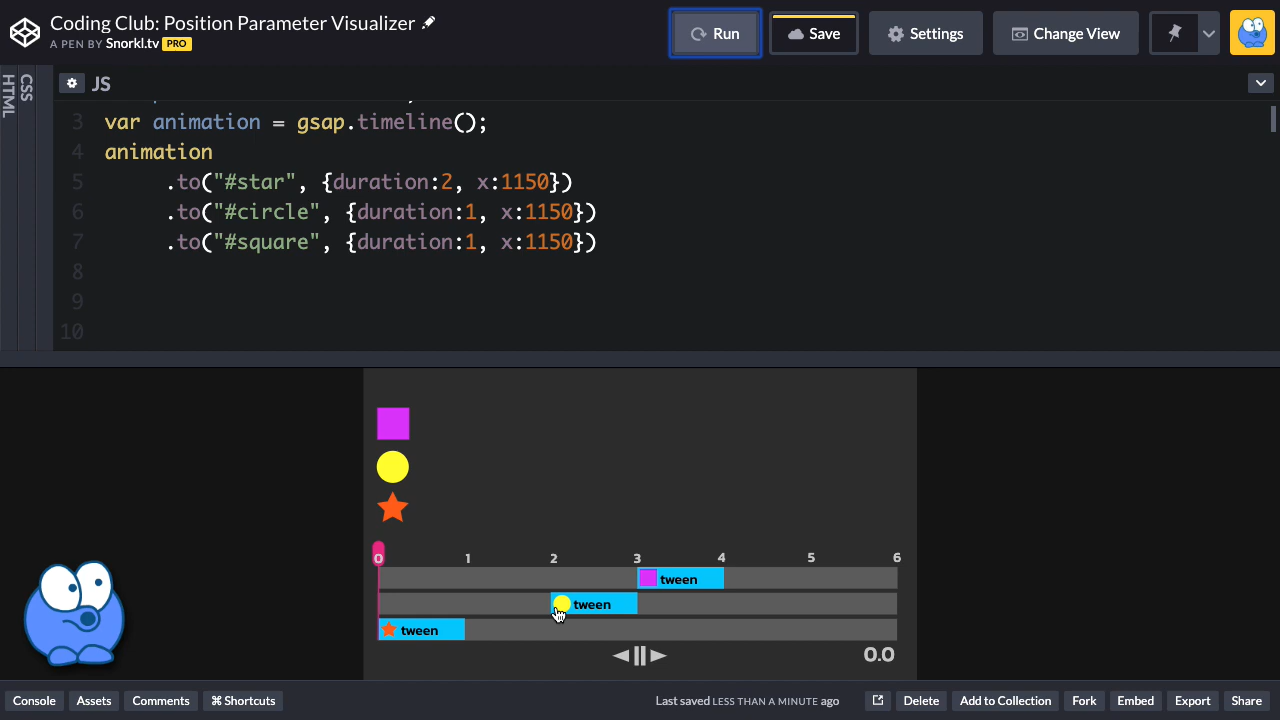 Coding Club: Position Parameter Visualizer
A PEN BY Snorkl.tv PRO
Run
Save
Settings
Change View
HTML
CSS
JS
3 var animation = gsap.timeline();
4 animation
5 .to("#star", {duration:2, x:1150})
6 .to("#circle", {duration:1, x:1150})
7 .to("#square", {duration:1, x:1150})
8
9
10
0 1 2 3 4 5 6
tween
tween
tween
0.0
Console Assets Comments ⌘ Shortcuts Last saved LESS THAN A MINUTE ago Delete Add to Collection Fork Embed Export Share